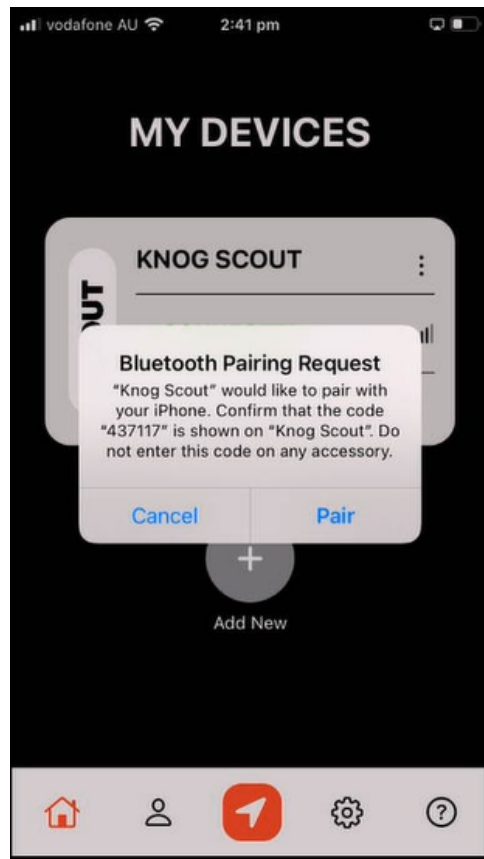 vodafone AU
2:41 pm
MY DEVICES
KNOG SCOUT
Bluetooth Pairing Request
"Knog Scout" would like to pair with
your iPhone. Confirm that the code
"437117" is shown on "Knog Scout". Do
not enter this code on any accessory.
Cancel
Pair
Add New